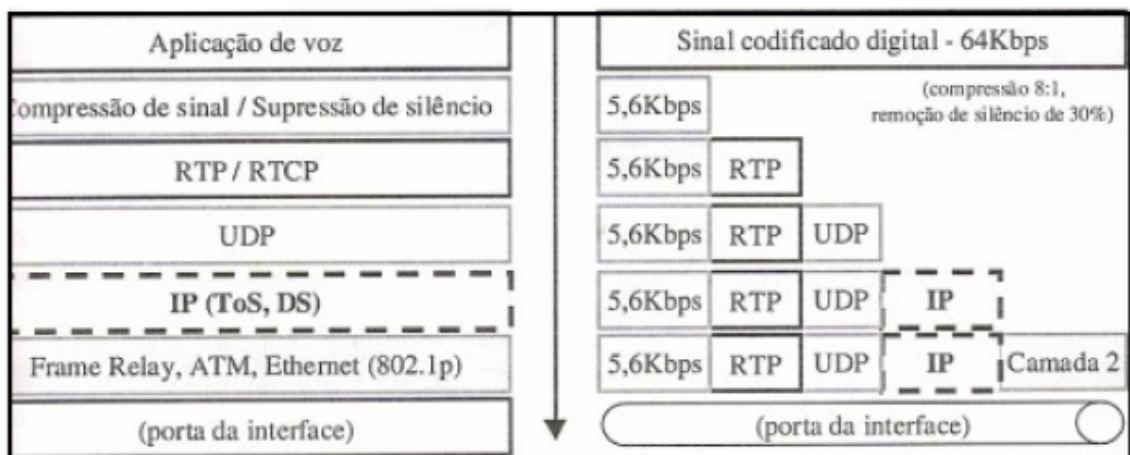 Aplicação de voz
Sinal codificado digital - 64Kbps
ompressão de sinal / Supressão de silêncio
5,6Kbps
(compressão 8:1,
remoção de silêncio de 30%)
RTP / RTCP
5,6Kbps RTP
UDP
5,6Kbps RTP UDP
IP (ToS, DS)
5,6Kbps RTP UDP IP
Frame Relay, ATM, Ethernet (802.1p)
5,6Kbps RTP UDP IP Camada 2
(porta da interface)
(porta da interface)